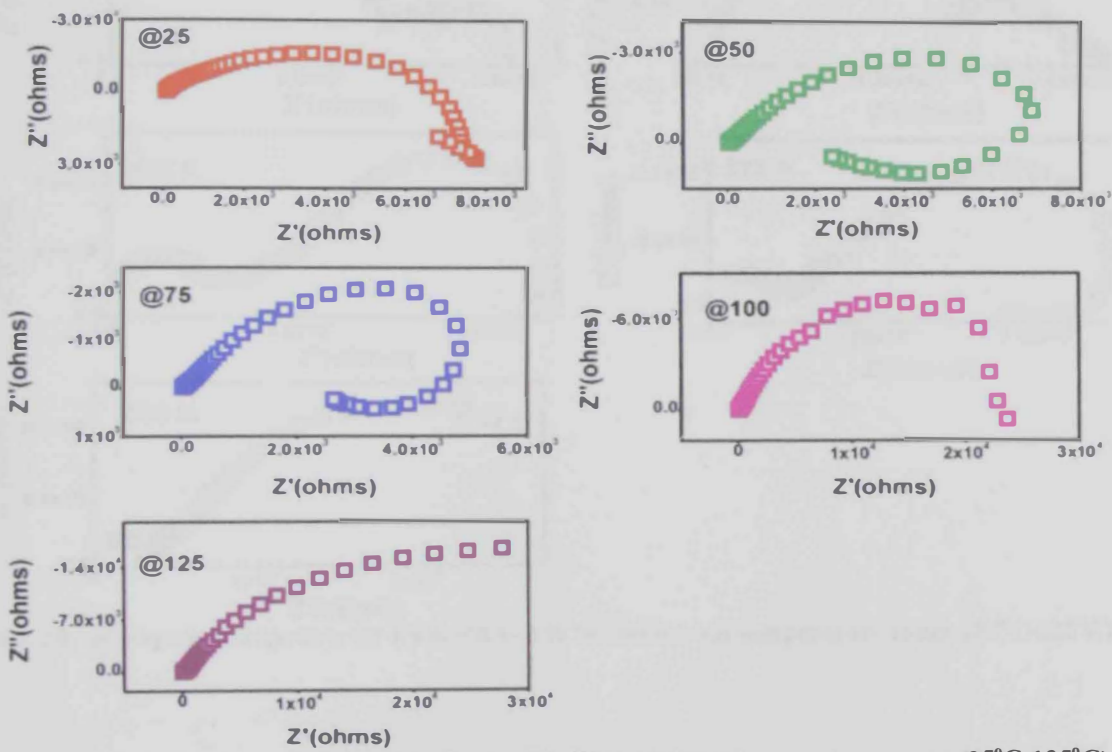 @25
-3.0x10³
0.0
3.0x10³
Z''(ohms)
0.0 2.0x10³ 4.0x10³ 6.0x10³ 8.0x10³
Z'(ohms)
@50
-3.0x10³
0.0
Z''(ohms)
0.0 2.0x10³ 4.0x10³ 6.0x10³ 8.0x10³
Z'(ohms)
@75
-2x10³
-1x10³
0.
1x10³
Z''(ohms)
0.0 2.0x10³ 4.0x10³ 6.0x10³
Z'(ohms)
@100
-6.0x10³
0.0
Z''(ohms)
0 1x10⁴ 2x10⁴ 3x10⁴
Z'(ohms)
@125
-1.4x10⁴
-7.0x10³
0.0
Z''(ohms)
0 1x10⁴ 2x10⁴ 3x10⁴
Z'(ohms)